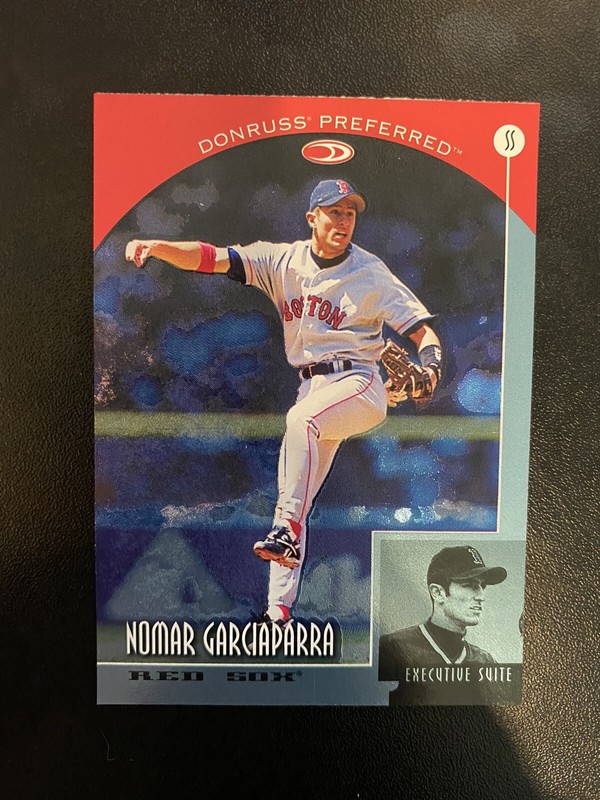 DONRUSS® PREFERRED™
SS
B
BOSTON
NOMAR GARCIAPARRA
RED SOX®
B
EXECUTIVE SUITE